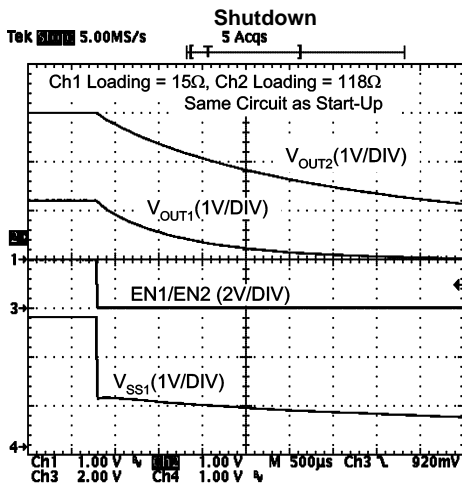 Shutdown
Tek 5.00MS/s 5 Acqs
T
Ch1 Loading = 15Ω, Ch2 Loading = 118Ω
Same Circuit as Start-Up
VOUT2(1V/DIV)
VOUT1(1V/DIV)
1
EN1/EN2 (2V/DIV)
3
VSS1(1V/DIV)
4
Ch1 1.00 V 1.00 V M 500µs Ch3 920mV
Ch3 2.00 V Ch4 1.00 V